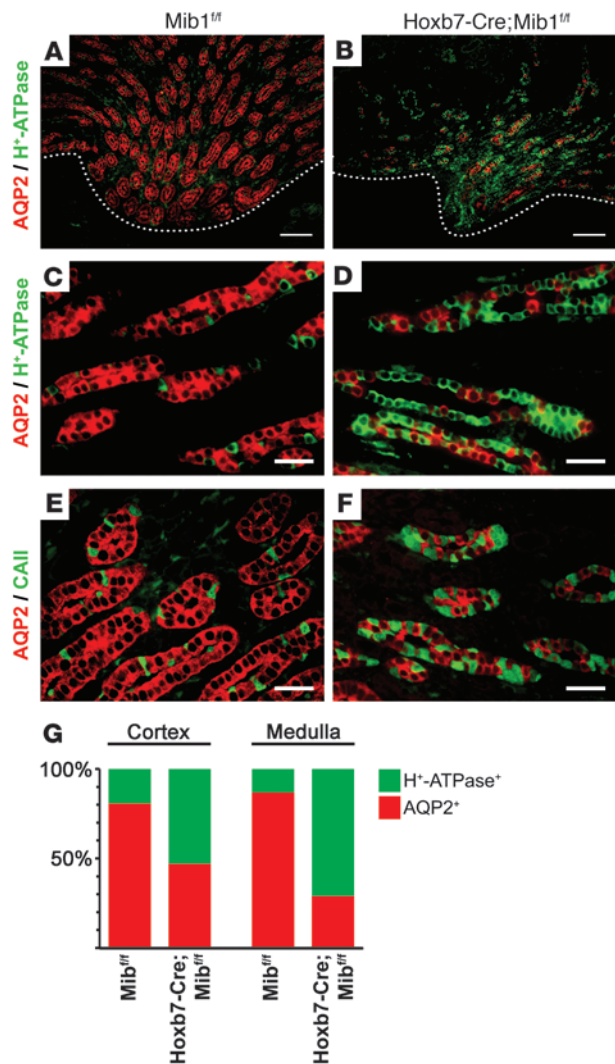 Mib1f/f
Hoxb7-Cre;Mib1f/f
AQP2 / H+-ATPase
A
B
AQP2 / H+-ATPase
C
D
AQP2 / CAII
E
F
G
Cortex
Medulla
100%
50%
H+-ATPase+
AQP2+
Mibf/f
Hoxb7-Cre;
Mibf/f
Mibf/f
Hoxb7-Cre;
Mibf/f